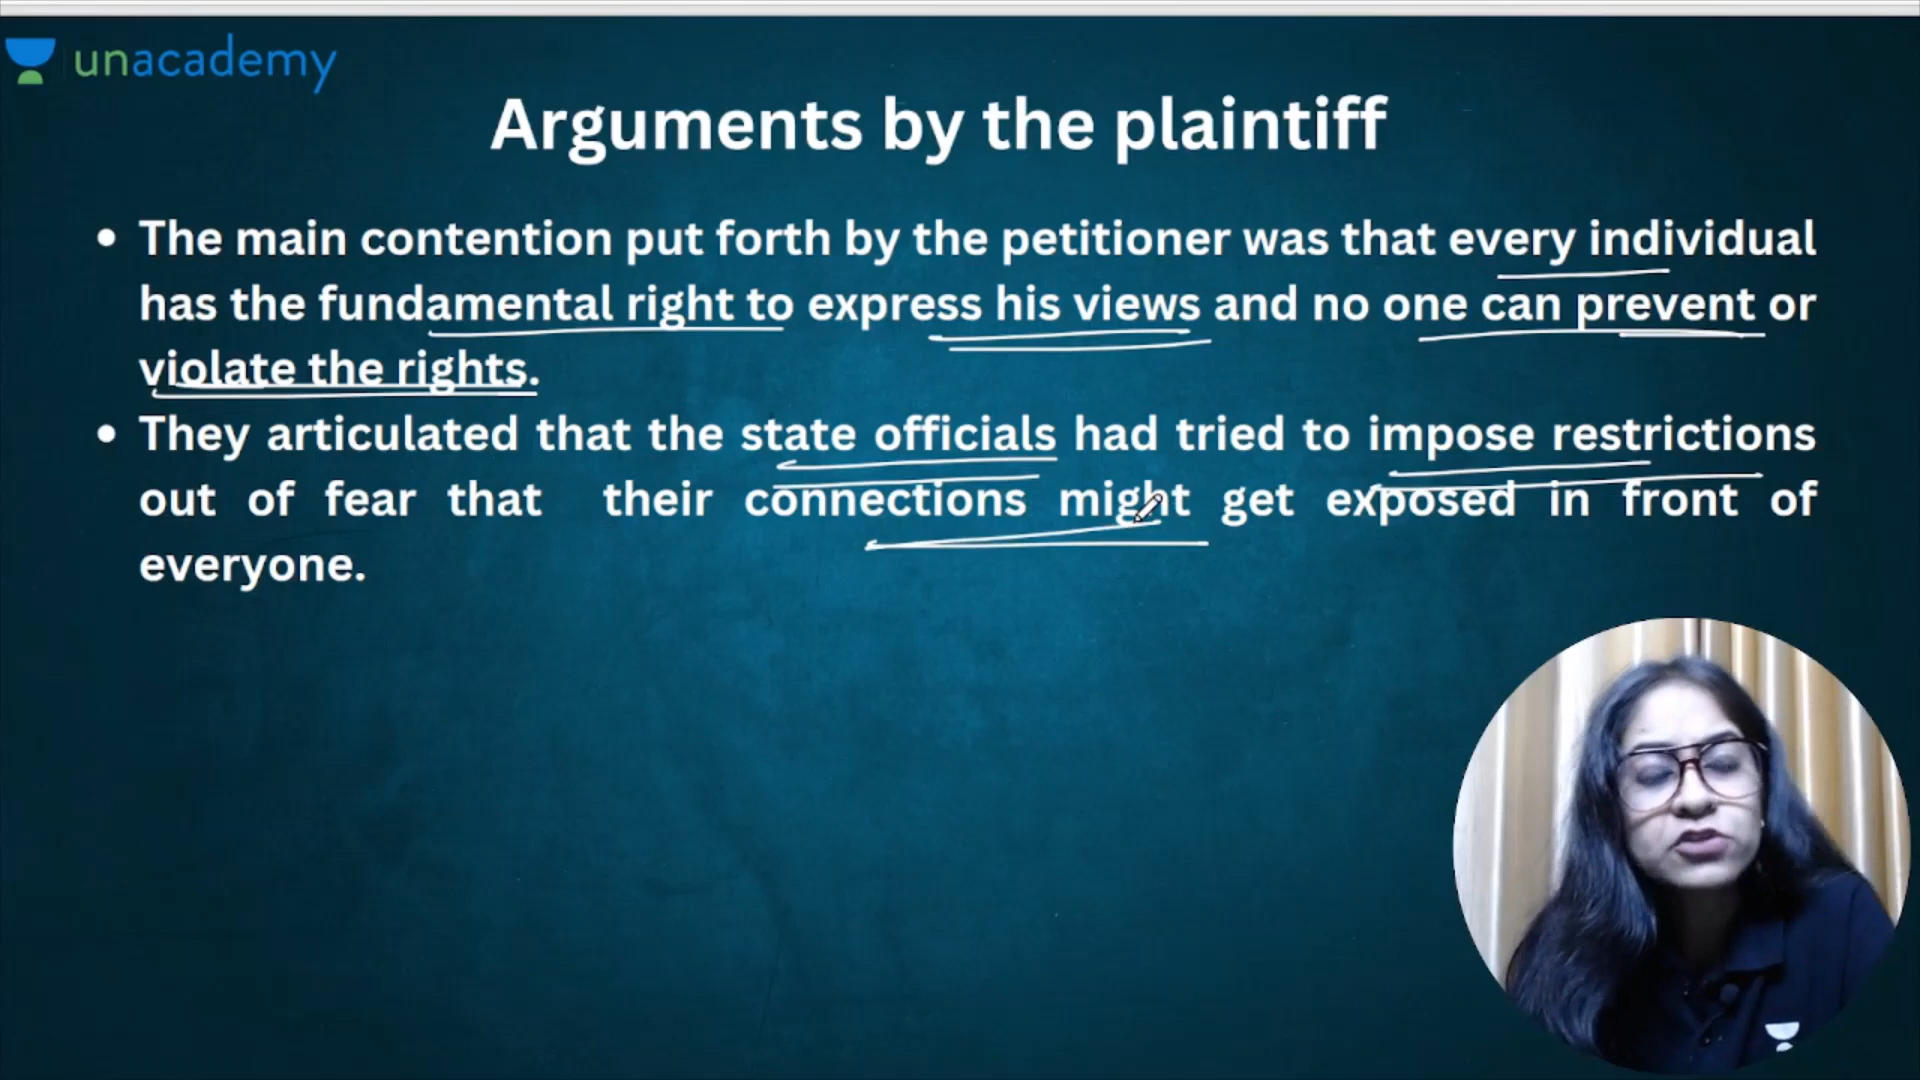 unacademy
Arguments by the plaintiff
• The main contention put forth by the petitioner was that every individual
has the fundamental right to express his views and no one can prevent or
violate the rights.
• They articulated that the state officials had tried to impose restrictions
out of fear that their connections might get exposed in front of
everyone.